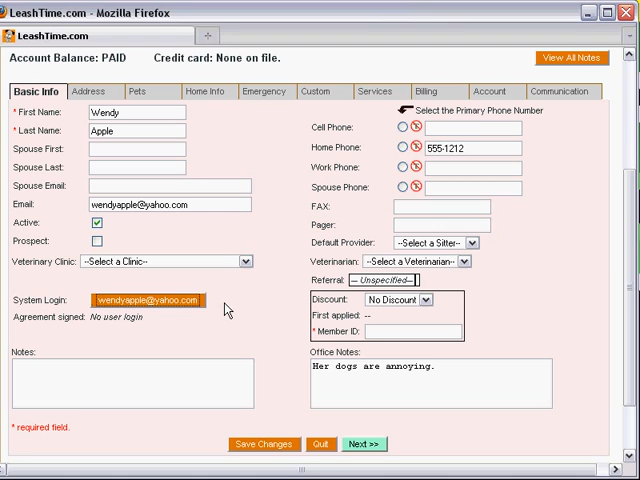 LeashTime.com - Mozilla Firefox
LeashTime.com
Account Balance: PAID Credit card: None on file. View All Notes
Basic Info Address Pets Home Info Emergency Custom Services Billing Account Communication
* First Name: Wendy
* Last Name: Apple
Spouse First:
Spouse Last:
Spouse Email:
Email: wendyapple@yahoo.com
Active:
Prospect:
Veterinary Clinic: --Select a Clinic--
System Login: wendyapple@yahoo.com
Agreement signed: No user login
Notes:
Select the Primary Phone Number
Cell Phone:
Home Phone: 555-1212
Work Phone:
Spouse Phone:
FAX:
Pager:
Default Provider: --Select a Sitter--
Veterinarian: --Select a Veterinarian--
Referral: -- Unspecified--
Discount: No Discount
First applied: --
* Member ID:
Office Notes:
Her dogs are annoying.
* required field.
Save Changes Quit Next >>